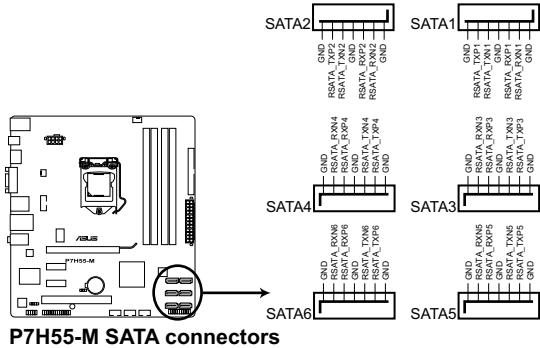 SATA2
GND
RSATA_TXP2
RSATA_TXN2
GND
RSATA_RXP2
RSATA_RXN2
GND
SATA1
GND
RSATA_TXP1
RSATA_TXN1
GND
RSATA_RXP1
RSATA_RXN1
GND
SATA4
GND
RSATA_RXN4
RSATA_RXP4
GND
RSATA_TXN4
RSATA_TXP4
GND
SATA3
GND
RSATA_RXN3
RSATA_RXP3
GND
RSATA_TXN3
RSATA_TXP3
GND
SATA6
GND
RSATA_RXN6
RSATA_RXP6
GND
RSATA_TXN6
RSATA_TXP6
GND
SATA5
GND
RSATA_RXN5
RSATA_RXP5
GND
RSATA_TXN5
RSATA_TXP5
GND
ASUS
P7H55-M
P7H55-M SATA connectors